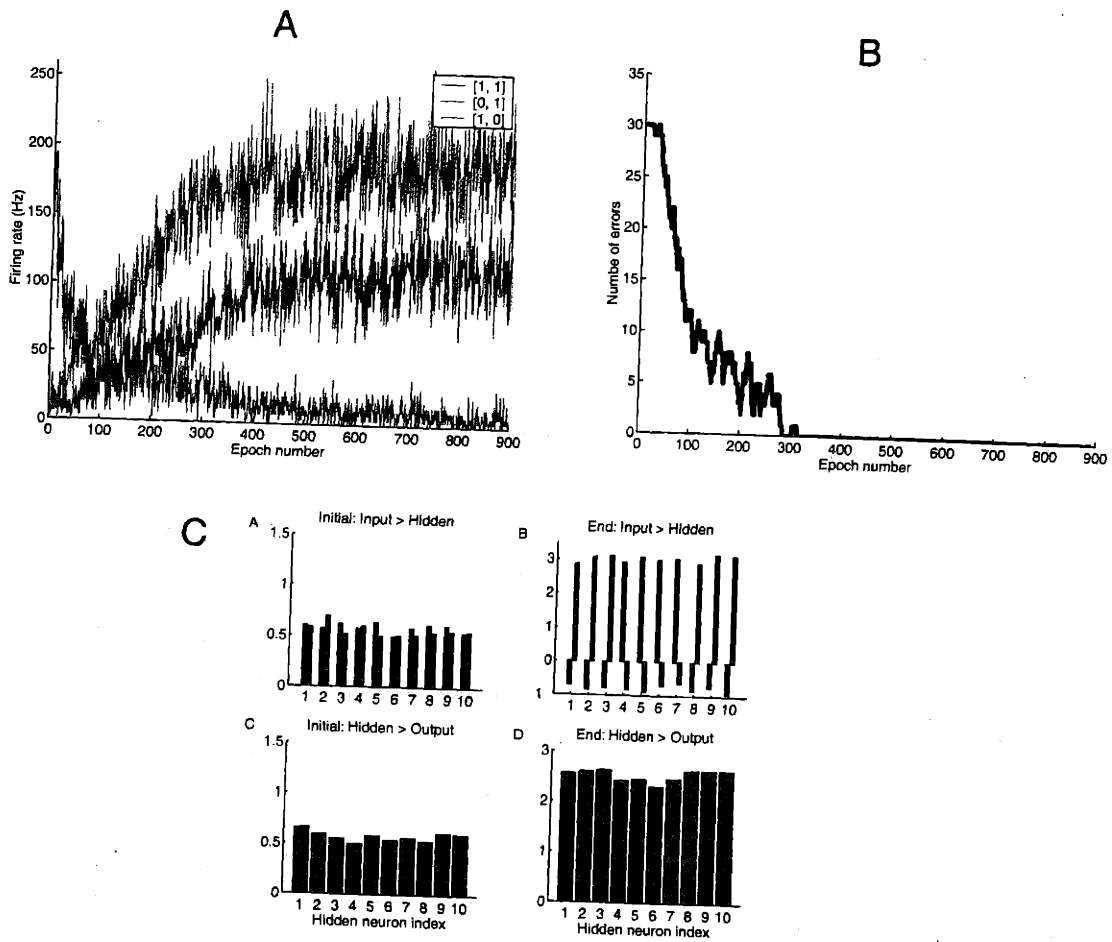 A
250
200
150
100
50
0
Firing rate (Hz)
[1, 1]
[0, 1]
[1, 0]
0 100 200 300 400 500 600 700 800 900
Epoch number
B
35
30
25
20
15
10
5
0
Numbe of errors
0 100 200 300 400 500 600 700 800 900
Epoch number
C
A
Initial: Input > Hidden
1.5
1
0.5
0
1 2 3 4 5 6 7 8 9 10
B
End: Input > Hidden
3
2
1
0
1
1 2 3 4 5 6 7 8 9 10
C
Initial: Hidden > Output
1.5
1
0.5
0
1 2 3 4 5 6 7 8 9 10
Hidden neuron index
D
End: Hidden > Output
3
2
1
0
1 2 3 4 5 6 7 8 9 10
Hidden neuron index